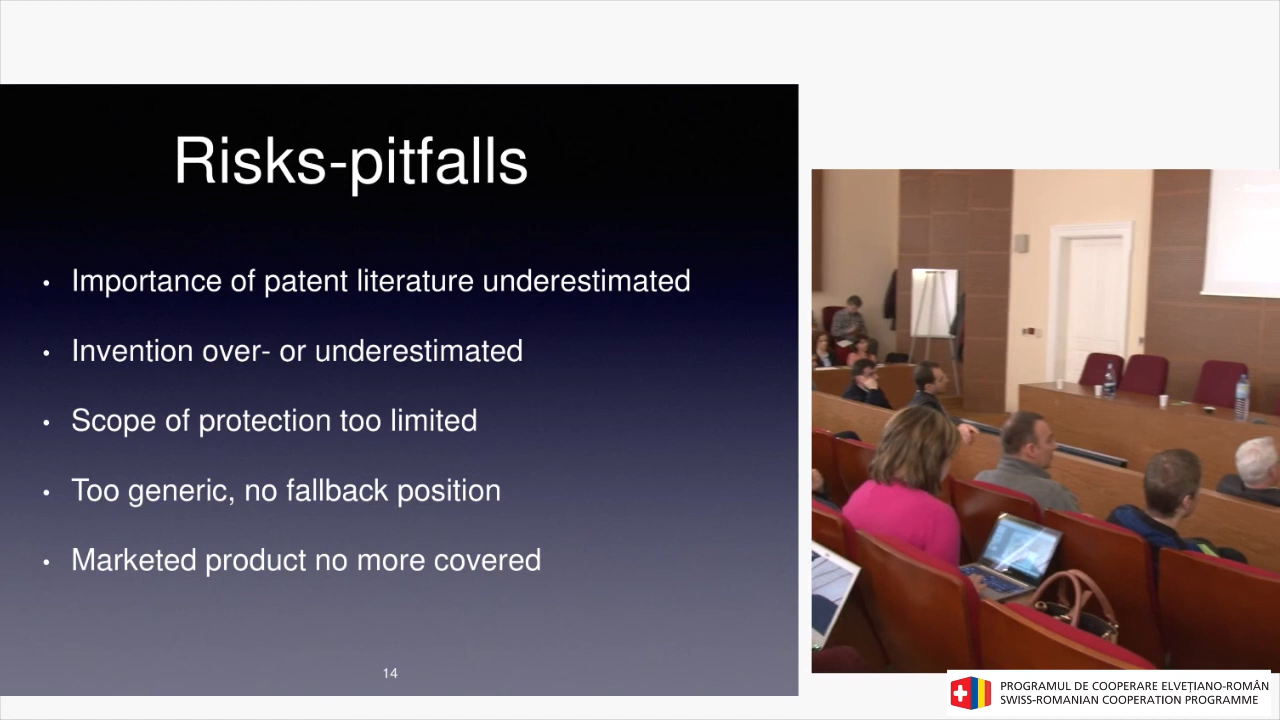 Risks-pitfalls
• Importance of patent literature underestimated
• Invention over- or underestimated
• Scope of protection too limited
• Too generic, no fallback position
• Marketed product no more covered
14
PROGRAMUL DE COOPERARE ELVEȚIANO-ROMÂN
SWISS-ROMANIAN COOPERATION PROGRAMME